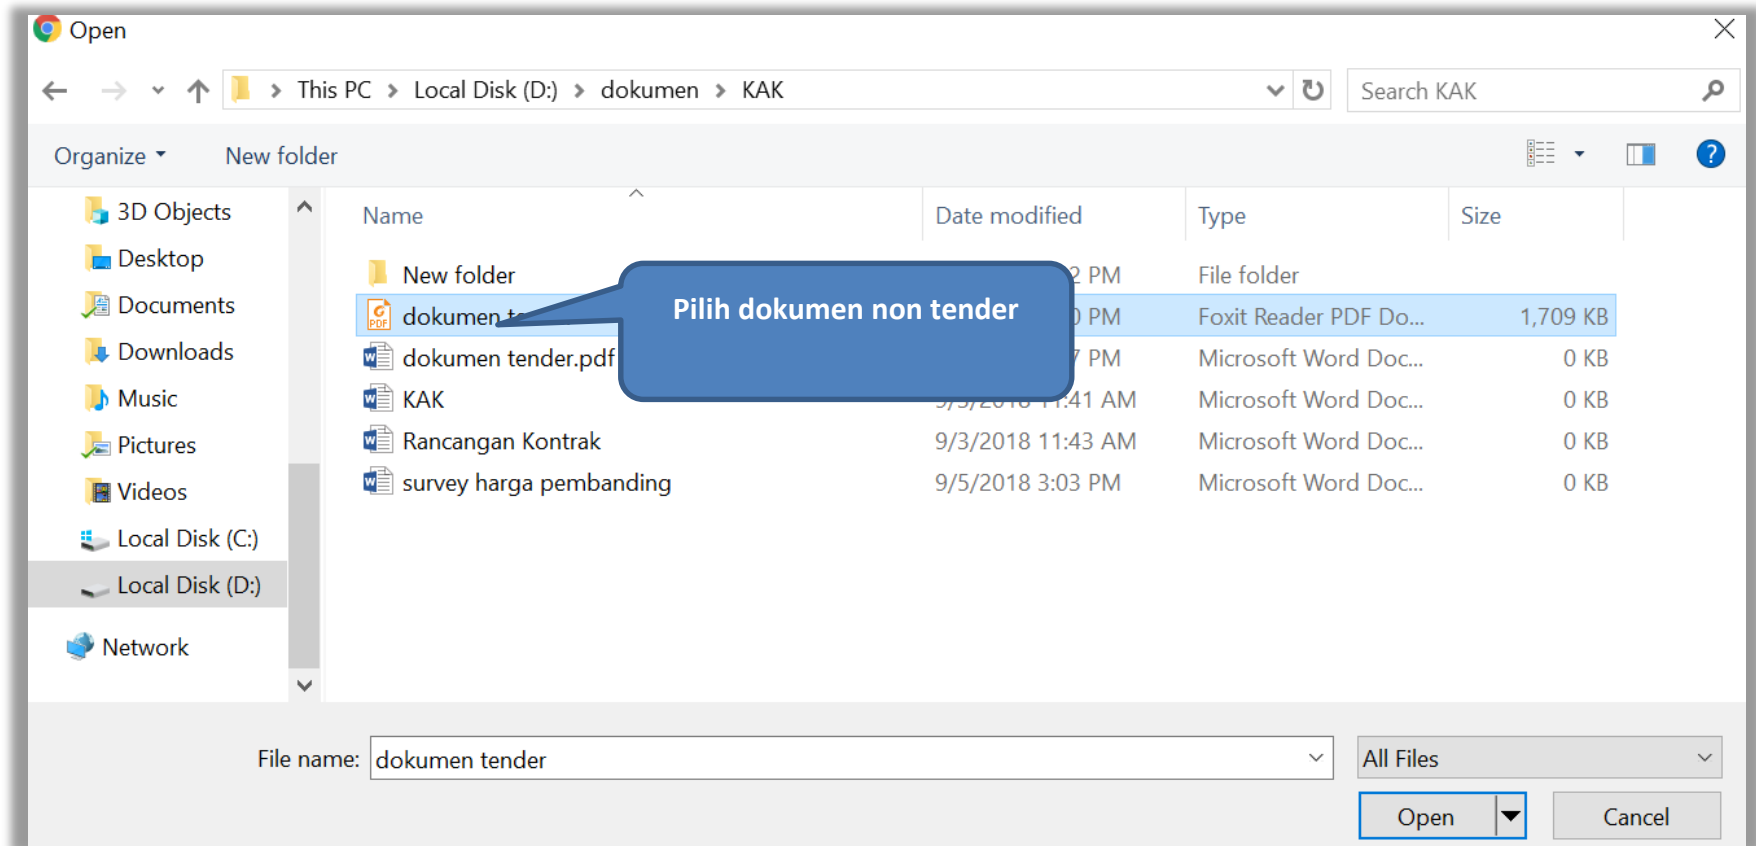 Open
This PC > Local Disk (D:) > dokumen > KAK
Search KAK
Organize
New folder
3D Objects
Desktop
Documents
Downloads
Music
Pictures
Videos
Local Disk (C:)
Local Disk (D:)
Network
Name Date modified Type Size
New folder PM File folder
dokumen PM Foxit Reader PDF Do... 1,709 KB
dokumen tender.pdf PM Microsoft Word Doc... 0 KB
KAK :41 AM Microsoft Word Doc... 0 KB
Rancangan Kontrak 9/3/2018 11:43 AM Microsoft Word Doc... 0 KB
survey harga pembanding 9/5/2018 3:03 PM Microsoft Word Doc... 0 KB
Pilih dokumen non tender
File name: dokumen tender
All Files
Open
Cancel